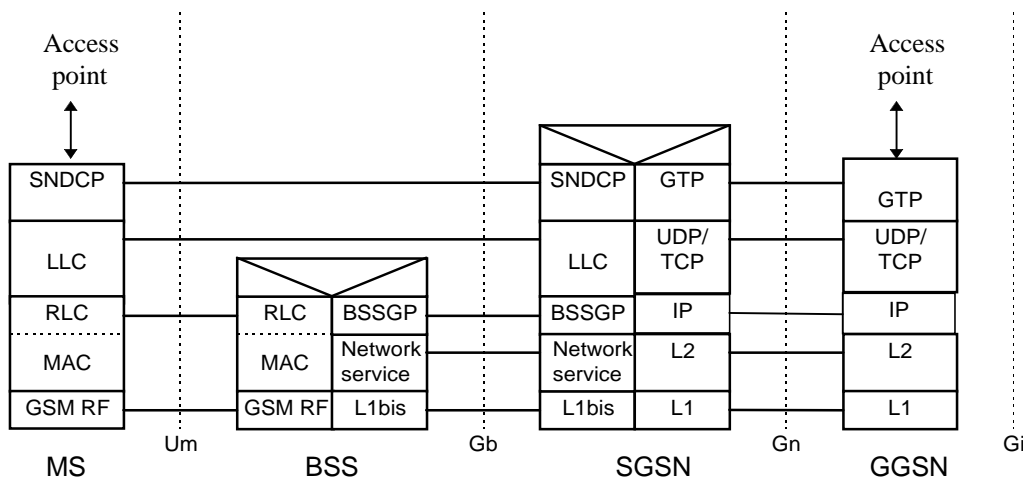 Access
point
Access
point
SNDCP
SNDCP
GTP
GTP
LLC
LLC
UDP/
TCP
UDP/
TCP
RLC
RLC
BSSGP
BSSGP
IP
IP
MAC
MAC
Network
service
Network
service
L2
L2
GSM RF
GSM RF
L1bis
L1bis
L1
L1
Um
Gb
Gn
Gi
MS
BSS
SGSN
GGSN